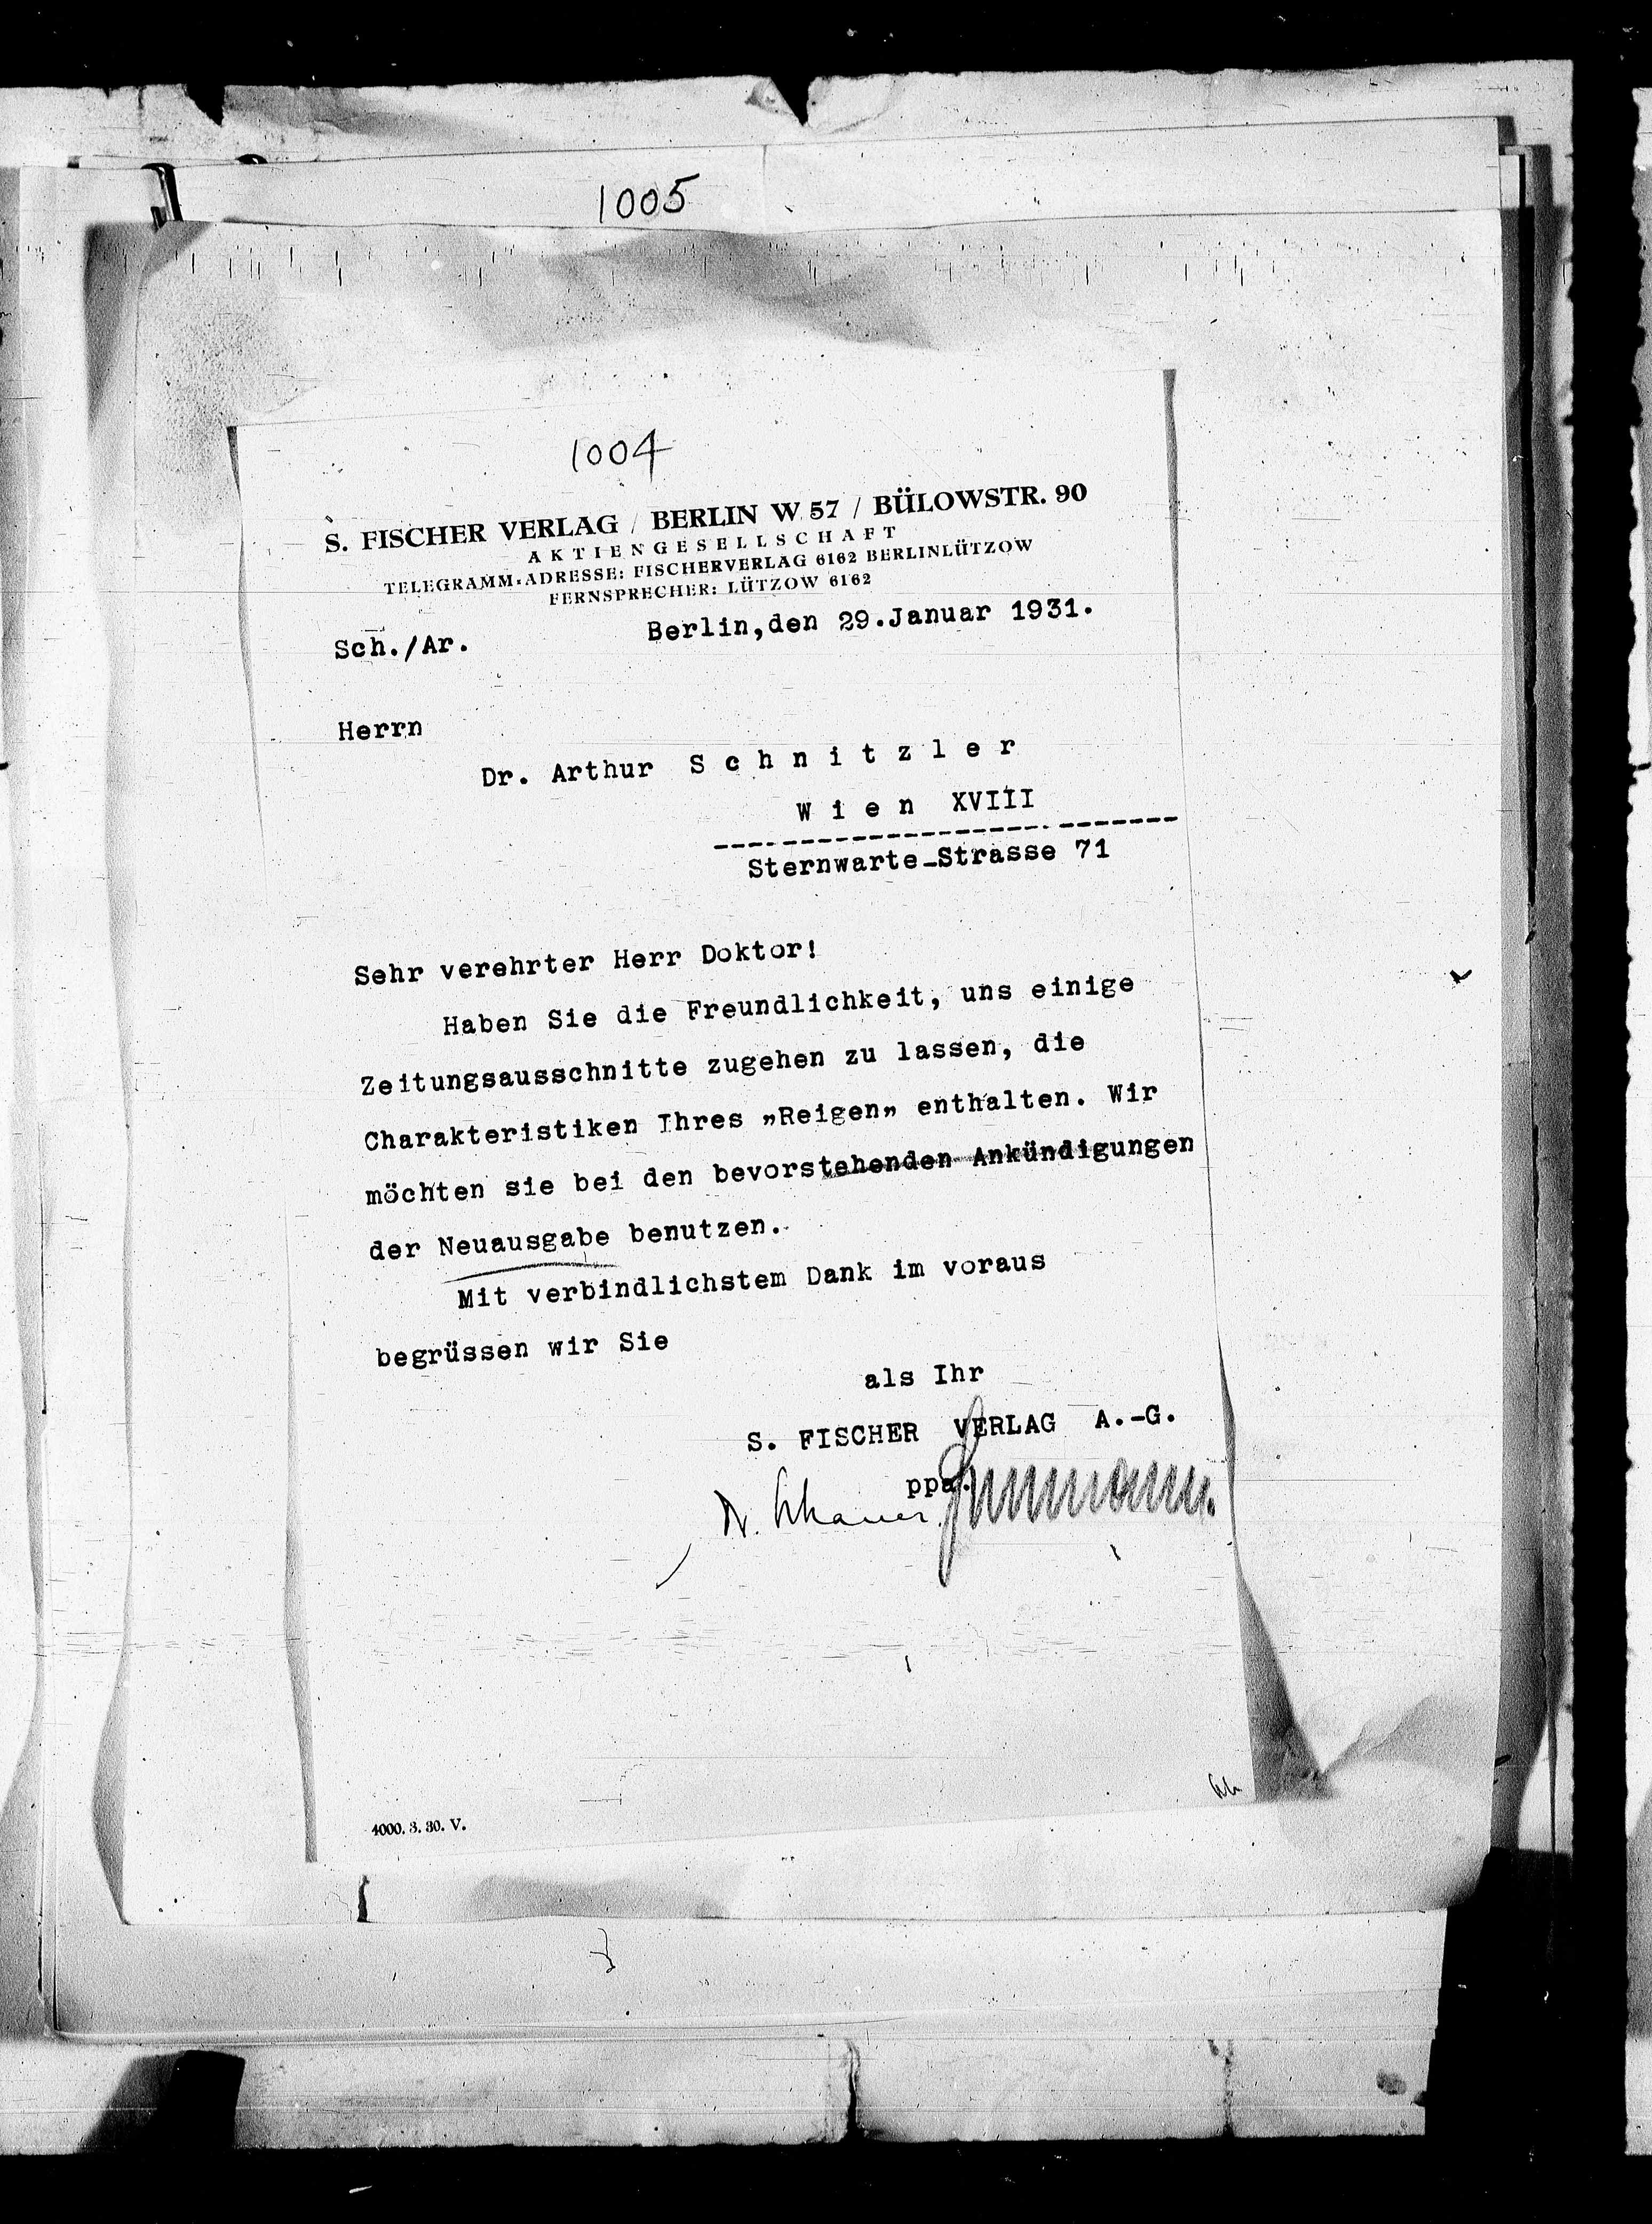 1005
1004
S. FISCHER VERLAG / BERLIN W 57 / BÜLOWSTR. 90
AKTIENGESELLSCHAFT
TELEGRAMM-ADRESSE: FISCHERVERLAG 6162 BERLINLÜTZOW
FERNSPRECHER: LÜTZOW 6162
Sch./Ar. Berlin,den 29.Januar 1931.
Herrn
Dr. Arthur S c h n i t z l e r
W i e n XVIII
Sternwarte-Strasse 71
Sehr verehrter Herr Doktor!
Haben Sie die Freundlichkeit, uns einige
Zeitungsausschnitte zugehen zu lassen, die
Charakteristiken Ihres „Reigen„ enthalten. Wir
möchten sie bei den bevorstehenden Ankündigungen
der Neuausgabe benutzen.
Mit verbindlichstem Dank im voraus
begrüssen wir Sie
als Ihr
S. FISCHER VERLAG A.-G.
ppa.
4000. 3. 30. V.